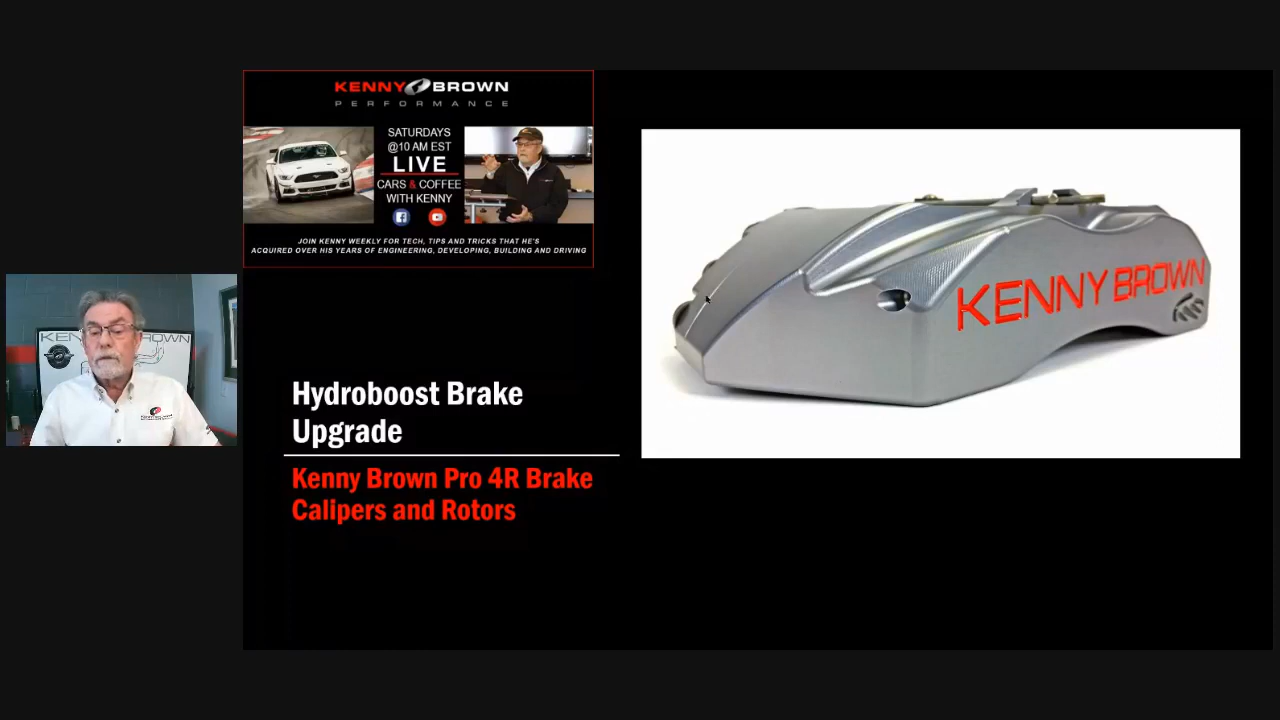 KENNY BROWN
PERFORMANCE
SATURDAYS
@10 AM EST
LIVE
CARS & COFFEE
WITH KENNY
JOIN KENNY WEEKLY FOR TECH, TIPS AND TRICKS THAT HE'S
ACQUIRED OVER HIS YEARS OF ENGINEERING, DEVELOPING, BUILDING AND DRIVING
KENNY BROWN
Hydroboost Brake
Upgrade
Kenny Brown Pro 4R Brake
Calipers and Rotors